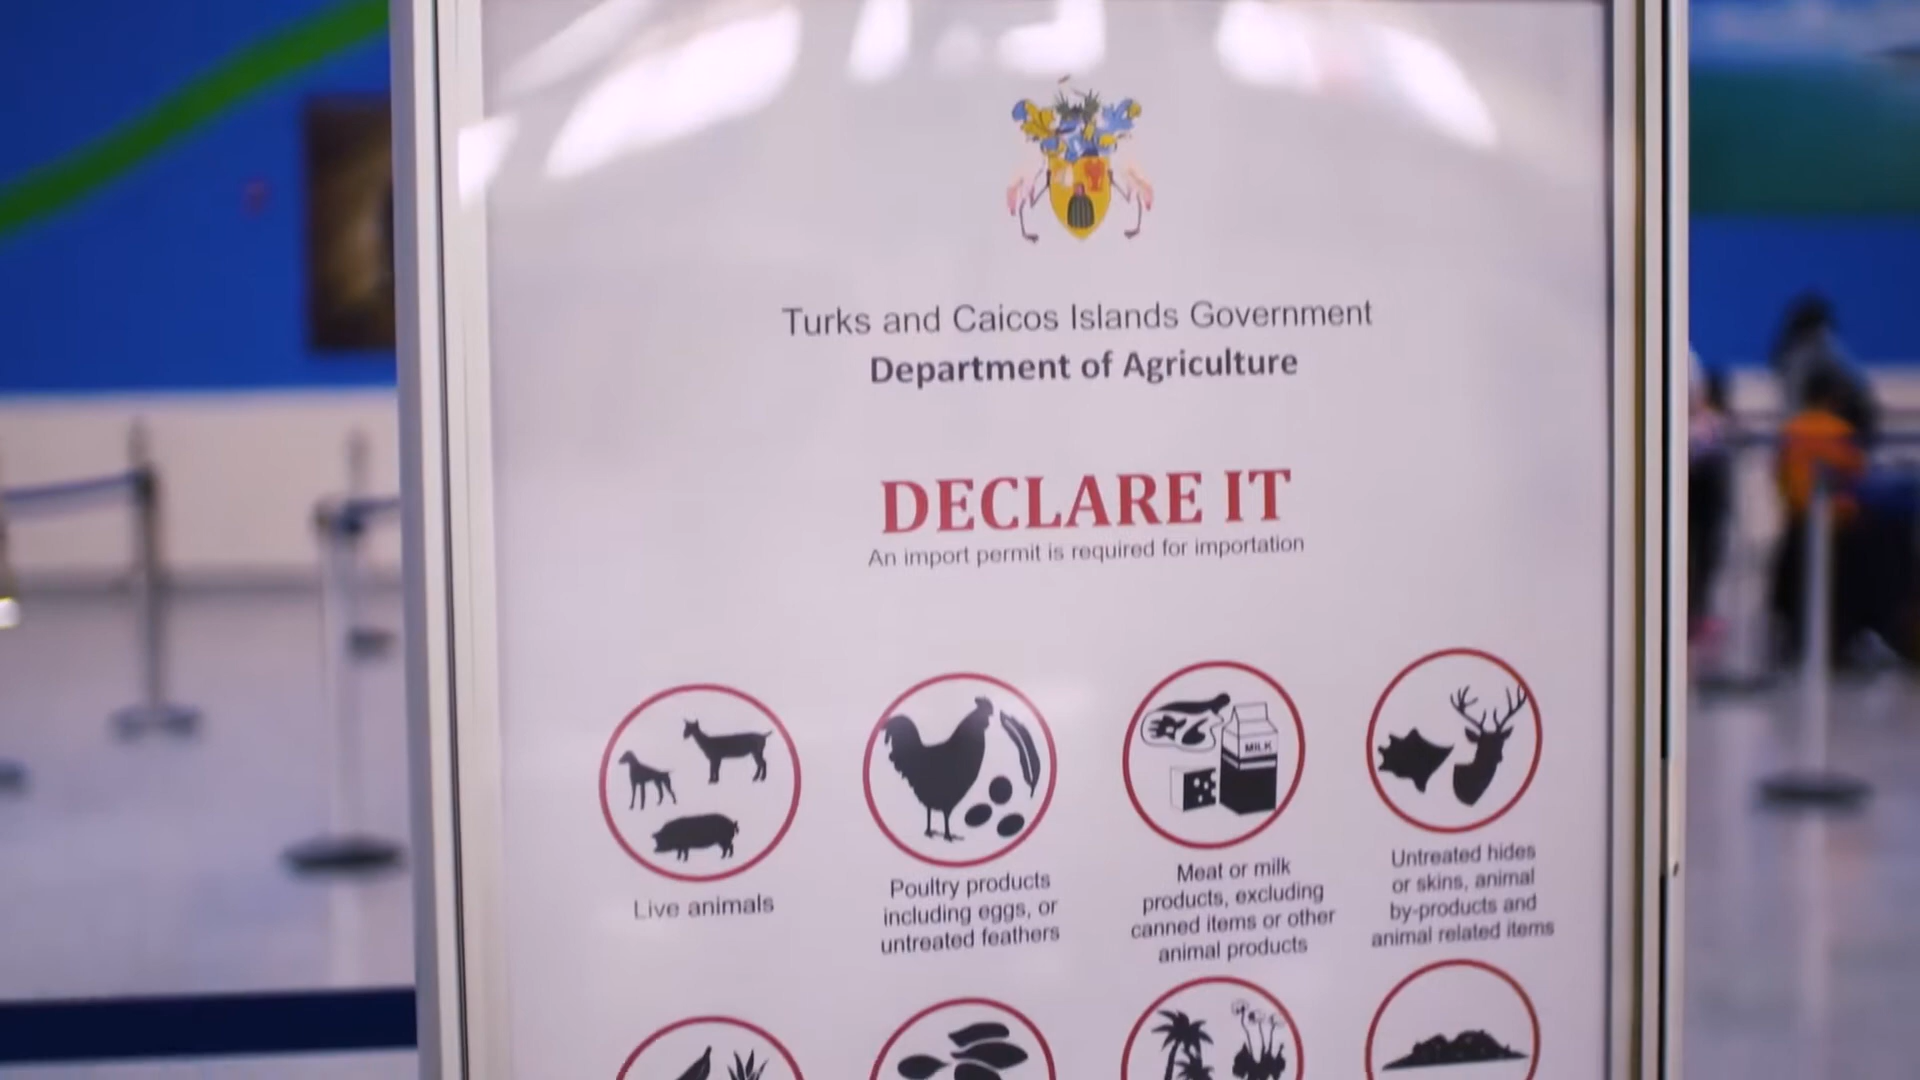 Turks and Caicos Islands Government
Department of Agriculture
DECLARE IT
An import permit is required for importation
MILK
Live animals
Poultry products
including eggs, or
untreated feathers
Meat or milk
products, excluding
canned items or other
animal products
Untreated hides
or skins, animal
by-products and
animal related items